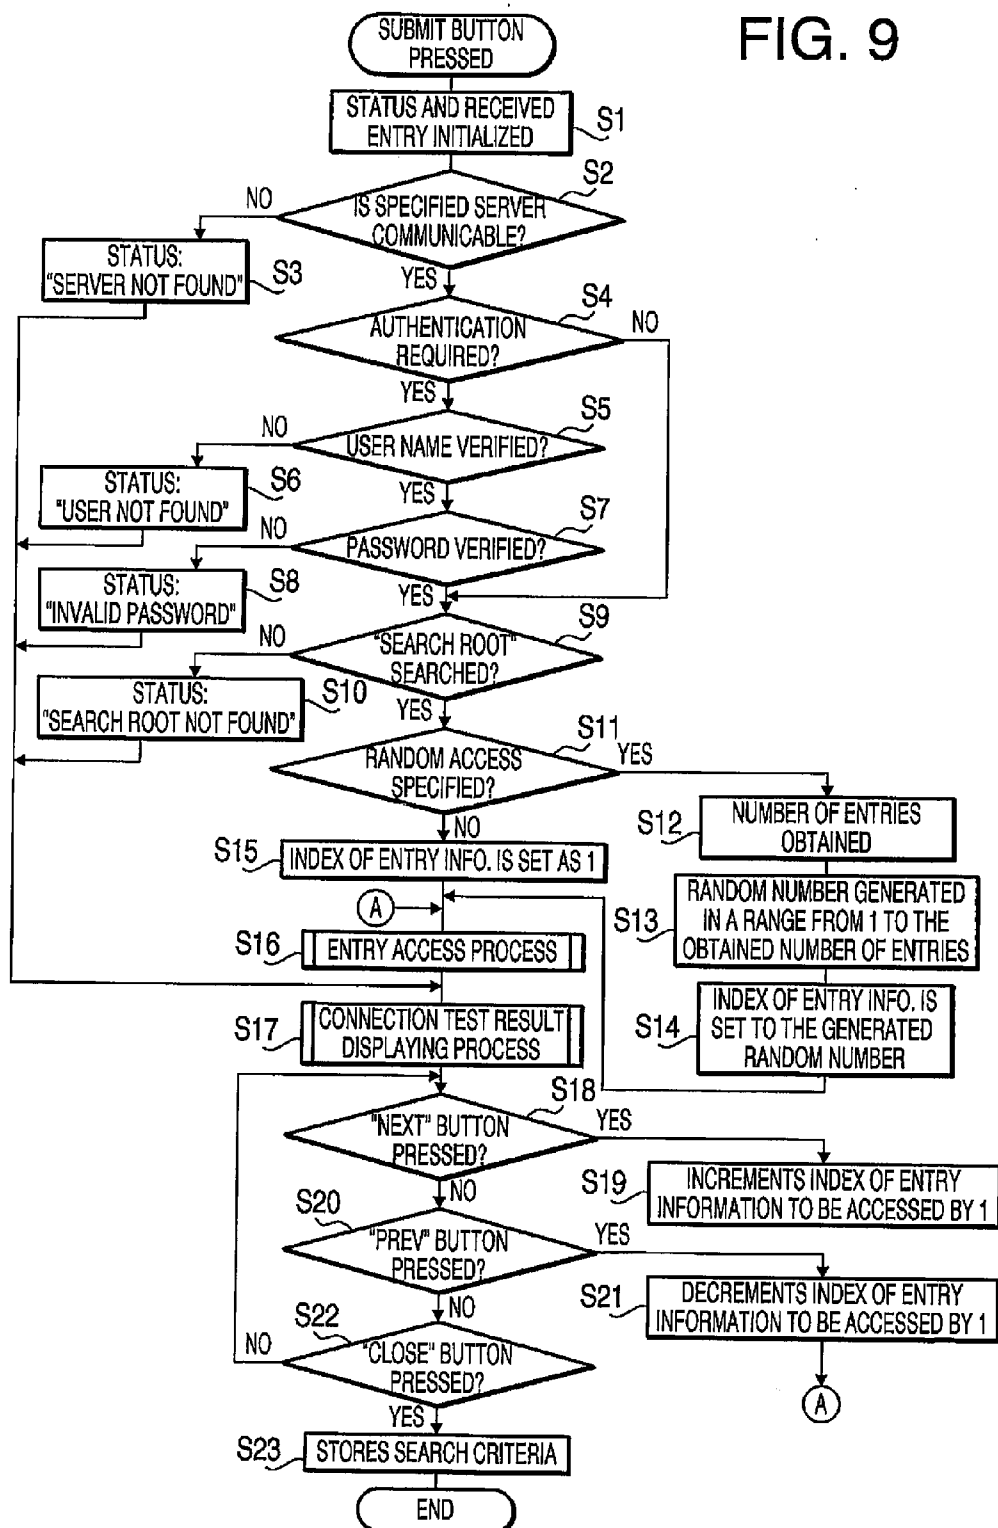 FIG. 9
SUBMIT BUTTON
PRESSED
STATUS AND RECEIVED
ENTRY INITIALIZED
S1
S2
IS SPECIFIED SERVER
COMMUNICABLE?
NO
YES
STATUS:
"SERVER NOT FOUND"
S3
S4
AUTHENTICATION
REQUIRED?
NO
YES
S5
USER NAME VERIFIED?
NO
YES
STATUS:
"USER NOT FOUND"
S6
S7
PASSWORD VERIFIED?
NO
YES
STATUS:
"INVALID PASSWORD"
S8
S9
"SEARCH ROOT"
SEARCHED?
NO
YES
STATUS:
"SEARCH ROOT NOT FOUND"
S10
S11
RANDOM ACCESS
SPECIFIED?
YES
NO
S12
NUMBER OF ENTRIES
OBTAINED
S15
INDEX OF ENTRY INFO. IS SET AS 1
S13
RANDOM NUMBER GENERATED
IN A RANGE FROM 1 TO THE
OBTAINED NUMBER OF ENTRIES
A
S16
ENTRY ACCESS PROCESS
S14
INDEX OF ENTRY INFO. IS
SET TO THE GENERATED
RANDOM NUMBER
S17
CONNECTION TEST RESULT
DISPLAYING PROCESS
S18
"NEXT" BUTTON
PRESSED?
YES
NO
S19
INCREMENTS INDEX OF ENTRY
INFORMATION TO BE ACCESSED BY 1
S20
"PREV" BUTTON
PRESSED?
YES
NO
S21
DECREMENTS INDEX OF ENTRY
INFORMATION TO BE ACCESSED BY 1
S22
"CLOSE" BUTTON
PRESSED?
NO
YES
A
S23
STORES SEARCH CRITERIA
END